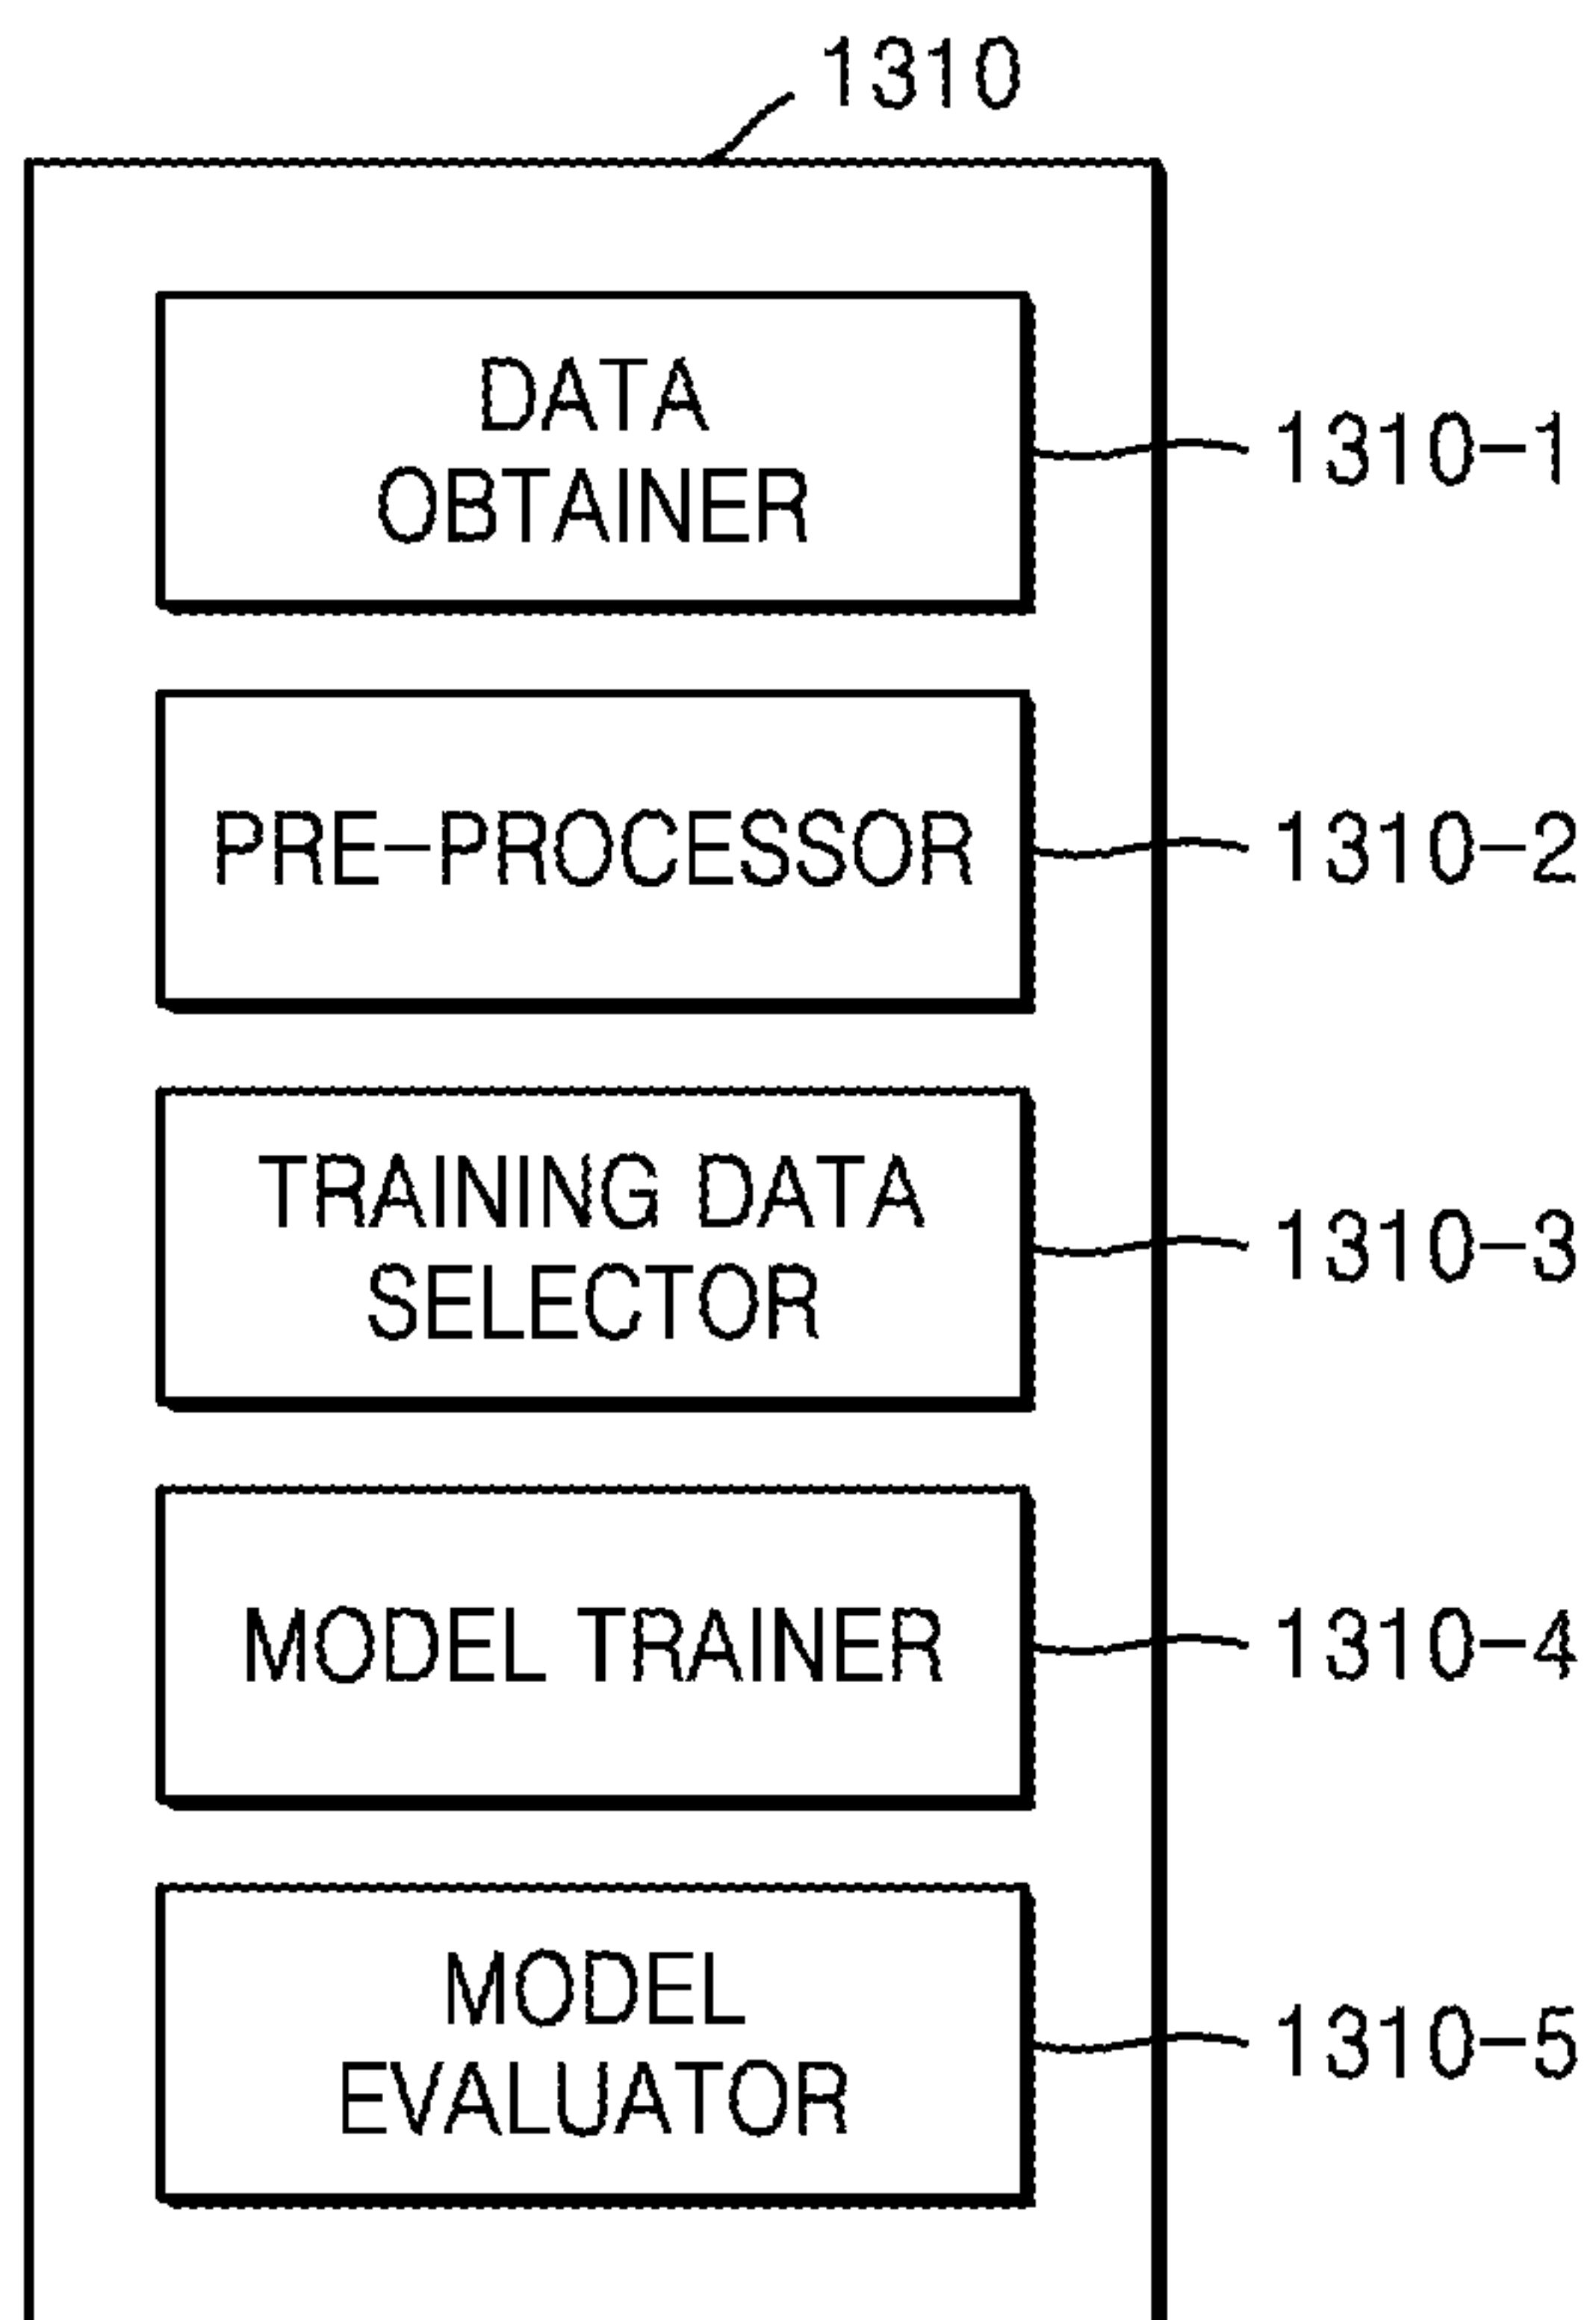 1310
DATA
OBTAINER
1310-1
PRE-PROCESSOR
1310-2
TRAINING DATA
SELECTOR
1310-3
MODEL TRAINER
1310-4
MODEL
EVALUATOR
1310-5